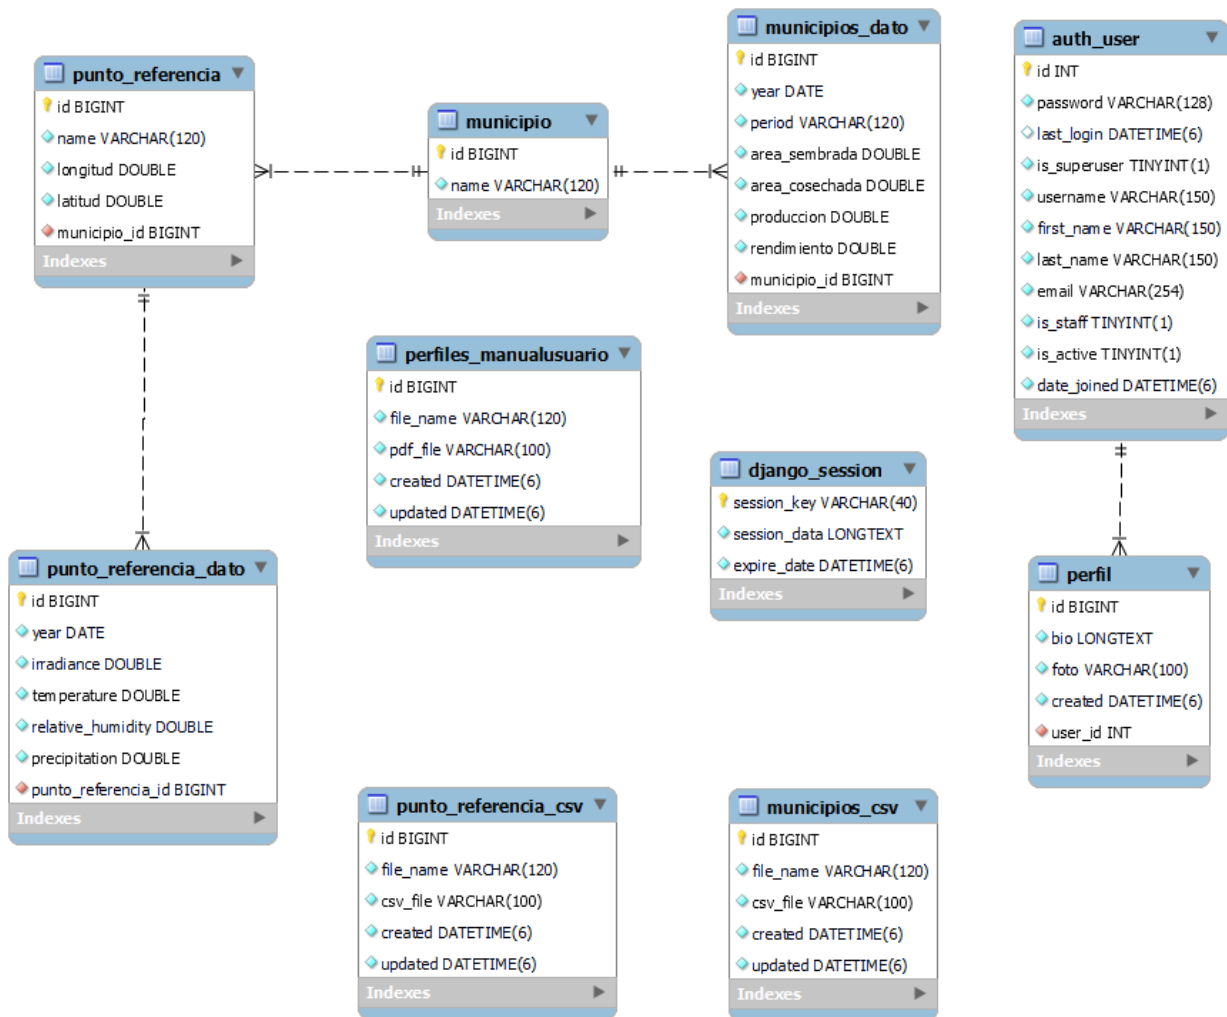 punto_referencia
id BIGINT
name VARCHAR(120)
longitud DOUBLE
latitud DOUBLE
municipio_id BIGINT
Indexes
municipio
id BIGINT
name VARCHAR(120)
Indexes
municipios_dato
id BIGINT
year DATE
period VARCHAR(120)
area_sembrada DOUBLE
area_cosechada DOUBLE
produccion DOUBLE
rendimiento DOUBLE
municipio_id BIGINT
Indexes
auth_user
id INT
password VARCHAR(128)
last_login DATETIME(6)
is_superuser TINYINT(1)
username VARCHAR(150)
first_name VARCHAR(150)
last_name VARCHAR(150)
email VARCHAR(254)
is_staff TINYINT(1)
is_active TINYINT(1)
date_joined DATETIME(6)
Indexes
perfiles_manualusuario
id BIGINT
file_name VARCHAR(120)
pdf_file VARCHAR(100)
created DATETIME(6)
updated DATETIME(6)
Indexes
django_session
session_key VARCHAR(40)
session_data LONGTEXT
expire_date DATETIME(6)
Indexes
punto_referencia_dato
id BIGINT
year DATE
irradiance DOUBLE
temperature DOUBLE
relative_humidity DOUBLE
precipitation DOUBLE
punto_referencia_id BIGINT
Indexes
perfil
id BIGINT
bio LONGTEXT
foto VARCHAR(100)
created DATETIME(6)
user_id INT
Indexes
punto_referencia_csv
id BIGINT
file_name VARCHAR(120)
csv_file VARCHAR(100)
created DATETIME(6)
updated DATETIME(6)
Indexes
municipios_csv
id BIGINT
file_name VARCHAR(120)
csv_file VARCHAR(100)
created DATETIME(6)
updated DATETIME(6)
Indexes